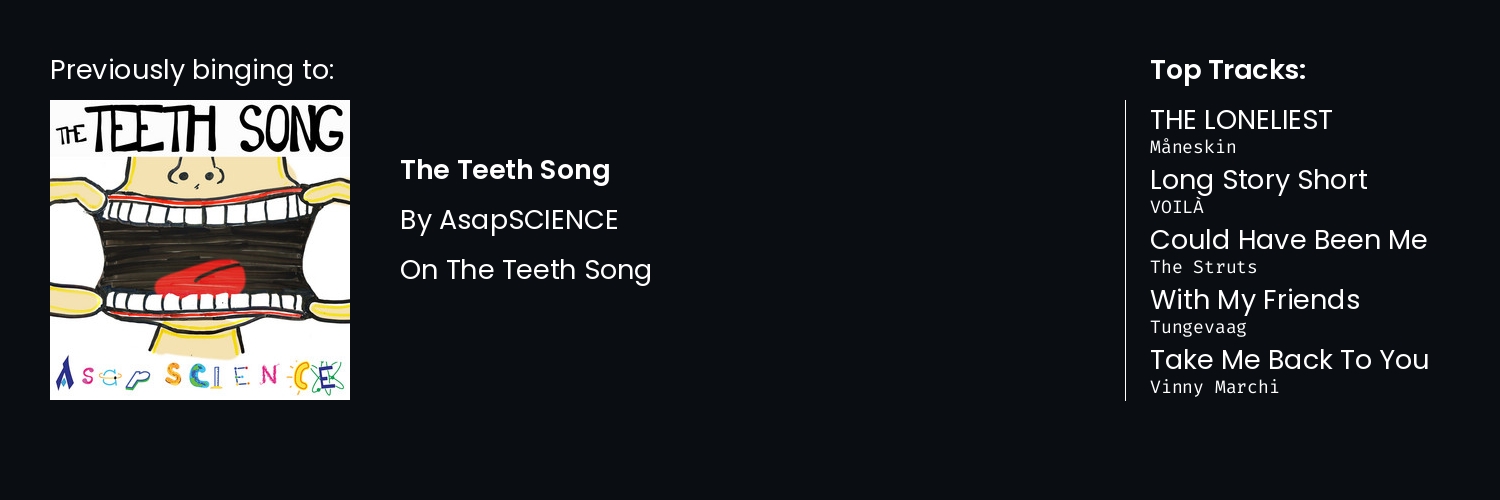 Previously binging to:
THE TEETH SONG
AsapSCIENCE
The Teeth Song
By AsapSCIENCE
On The Teeth Song
Top Tracks:
THE LONELIEST
Måneskin
Long Story Short
VOILÀ
Could Have Been Me
The Struts
With My Friends
Tungevaag
Take Me Back To You
Vinny Marchi